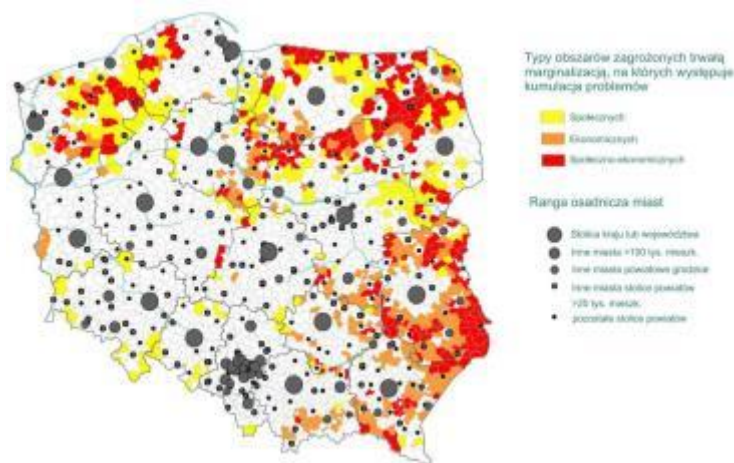 Typy obszarów zagrożonych trwałą
marginalizacją, na których występuje
kumulacja problemów
Społecznych
Ekonomicznych
Społeczno-ekonomicznych
Ranga osadnicza miast
Stolica kraju lub województwa
Inne miasta >100 tys. mieszk.
Inne miasta powiatowe grodzkie
Inne miasta stolice powiatów
>20 tys. mieszk.
pozostałe stolice powiatów